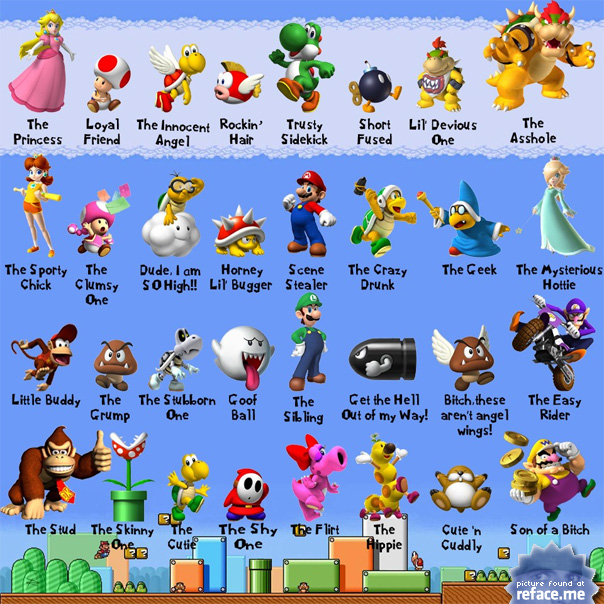 The Princess
Loyal Friend
The Innocent Angel
Rockin' Hair
Trusty Sidekick
Short Fused
Lil' Devious One
The Asshole
The Sporty Chick
The Clumsy One
Dude, I am SO High!!
Horney Lil' Bugger
Scene Stealer
The Crazy Drunk
The Geek
The Mysterious Hottie
Little Buddy
The Grump
The Stubborn One
Goof Ball
The Sibling
Get the Hell Out of my Way!
Bitch,these aren't angel wings!
The Easy Rider
The Stud
The Skinny One
The Cutie
The Shy One
The Flirt
The Hippie
Cute 'n Cuddly
Son of a Bitch
picture found at
reface.me